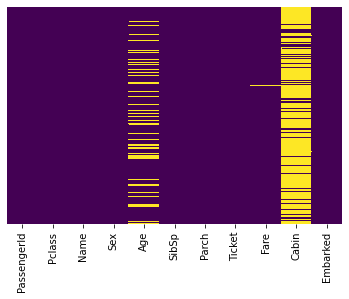 PassengerId
Pclass
Name
Sex
Age
SibSp
Parch
Ticket
Fare
Cabin
Embarked